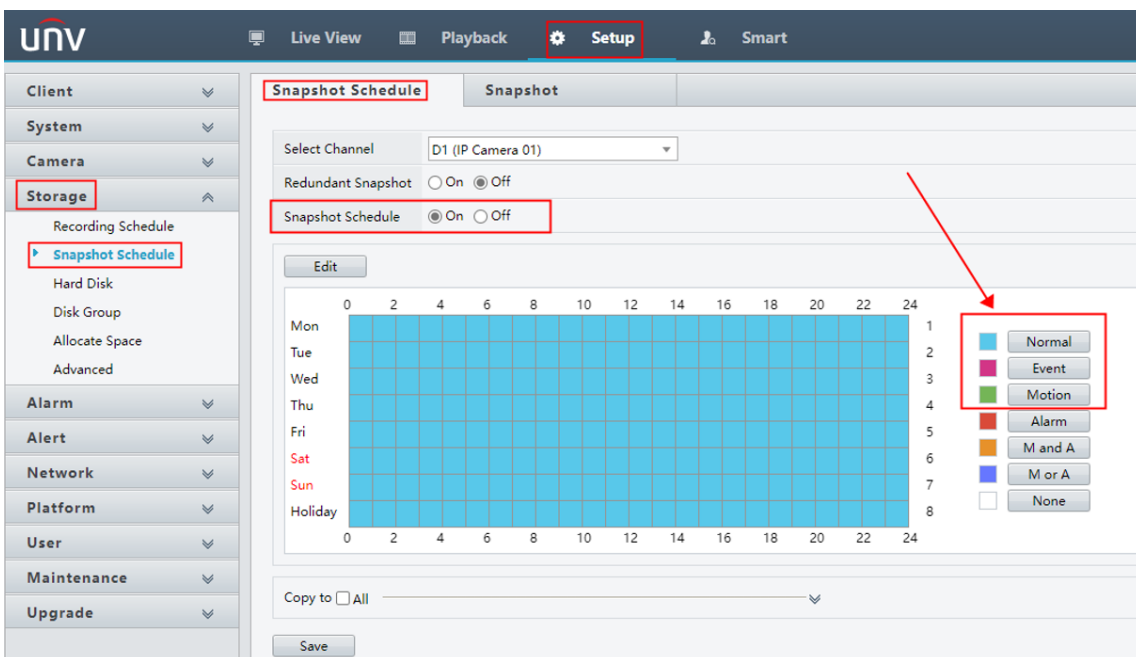 unv
Live View Playback Setup Smart
Client
System
Camera
Storage
Recording Schedule
Snapshot Schedule
Hard Disk
Disk Group
Allocate Space
Advanced
Alarm
Alert
Network
Platform
User
Maintenance
Upgrade
Snapshot Schedule Snapshot
Select Channel D1 (IP Camera 01)
Redundant Snapshot On Off
Snapshot Schedule On Off
Edit
0 2 4 6 8 10 12 14 16 18 20 22 24
Mon 1
Tue 2
Wed 3
Thu 4
Fri 5
Sat 6
Sun 7
Holiday 8
0 2 4 6 8 10 12 14 16 18 20 22 24
Normal
Event
Motion
Alarm
M and A
M or A
None
Copy to All
Save